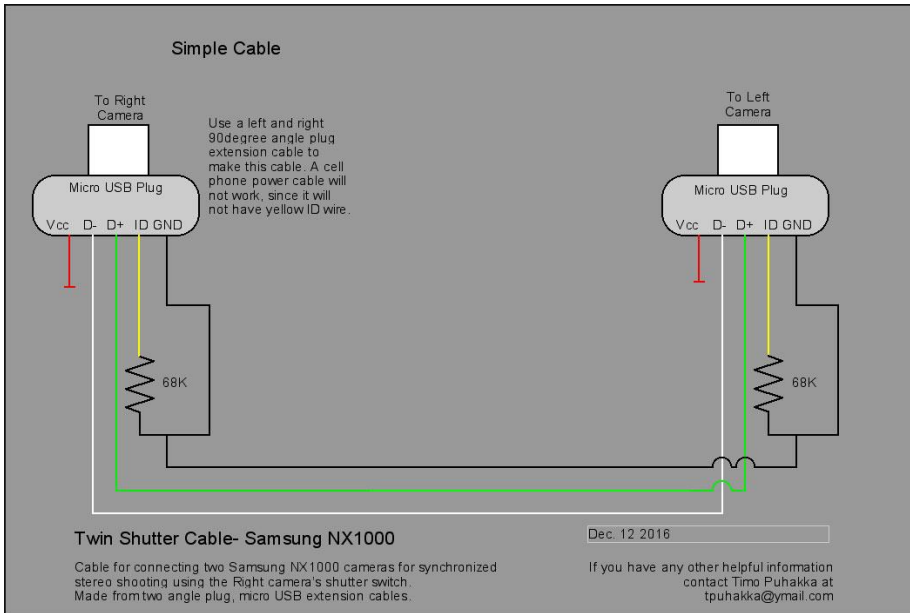 Simple Cable
To Right
Camera
Use a left and right
90degree angle plug
extension cable to
make this cable. A cell
phone power cable will
not work, since it will
not have yellow ID wire.
To Left
Camera
Micro USB Plug
Vcc D- D+ ID GND
Micro USB Plug
Vcc D- D+ ID GND
68K
68K
Twin Shutter Cable- Samsung NX1000
Cable for connecting two Samsung NX1000 cameras for synchronized
stereo shooting using the Right camera's shutter switch.
Made from two angle plug, micro USB extension cables.
Dec. 12 2016
If you have any other helpful information
contact Timo Puhakka at
tpuhakka@ymail.com